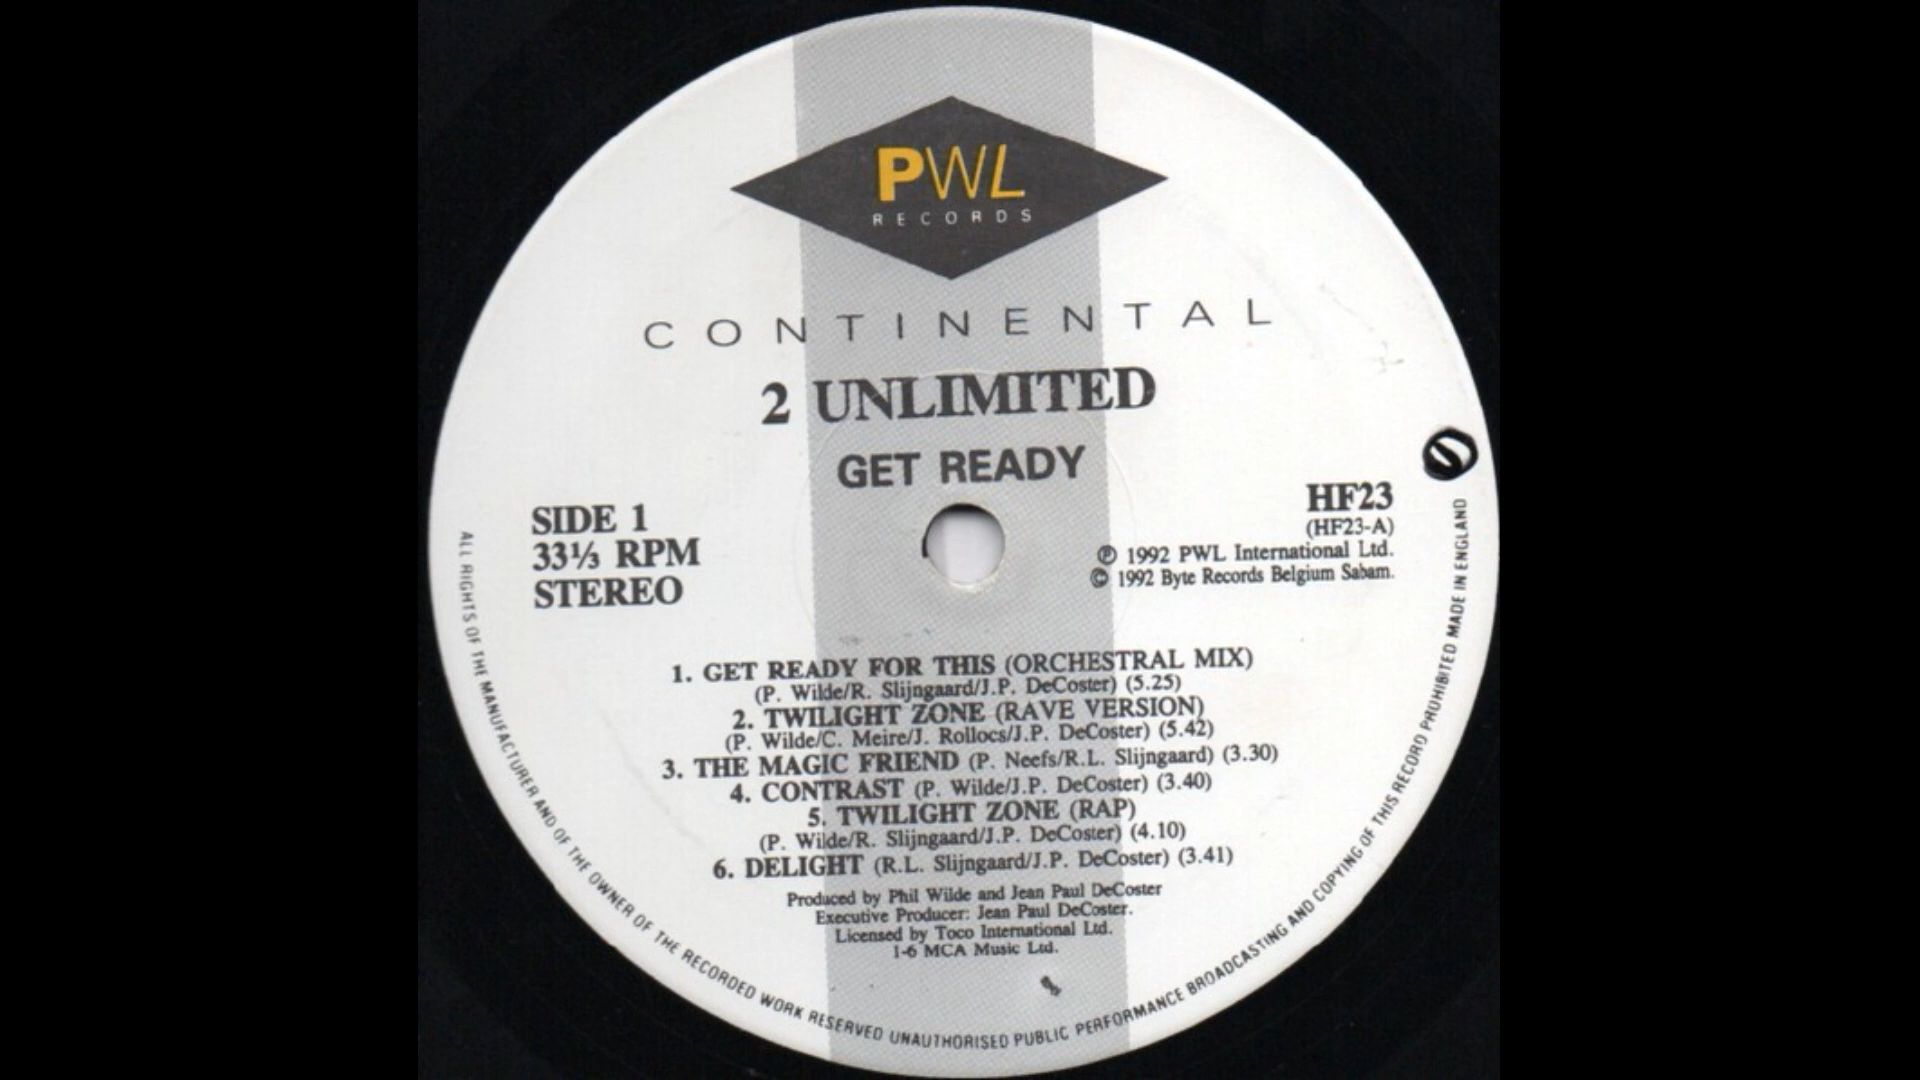 PWL
RECORDS
CONTINENTAL
2 UNLIMITED
GET READY
SIDE 1
33⅓ RPM
STEREO
HF23
(HF23-A)
℗ 1992 PWL International Ltd.
© 1992 Byte Records Belgium Sabam.
1. GET READY FOR THIS (ORCHESTRAL MIX)
(P. Wilde/R. Slijngaard/J.P. DeCoster) (5.25)
2. TWILIGHT ZONE (RAVE VERSION)
(P. Wilde/C. Meire/J. Rollocs/J.P. DeCoster) (5.42)
3. THE MAGIC FRIEND (P. Neefs/R.L. Slijngaard) (3.30)
4. CONTRAST (P. Wilde/J.P. DeCoster) (3.40)
5. TWILIGHT ZONE (RAP)
(P. Wilde/R. Slijngaard/J.P. DeCoster) (4.10)
6. DELIGHT (R.L. Slijngaard/J.P. DeCoster) (3.41)
Produced by Phil Wilde and Jean Paul DeCoster
Executive Producer: Jean Paul DeCoster.
Licensed by Toco International Ltd.
1-6 MCA Music Ltd.
ALL RIGHTS OF THE MANUFACTURER AND OF THE OWNER OF THE RECORDED WORK RESERVED UNAUTHORISED PUBLIC PERFORMANCE BROADCASTING AND COPYING OF THIS RECORD PROHIBITED MADE IN ENGLAND